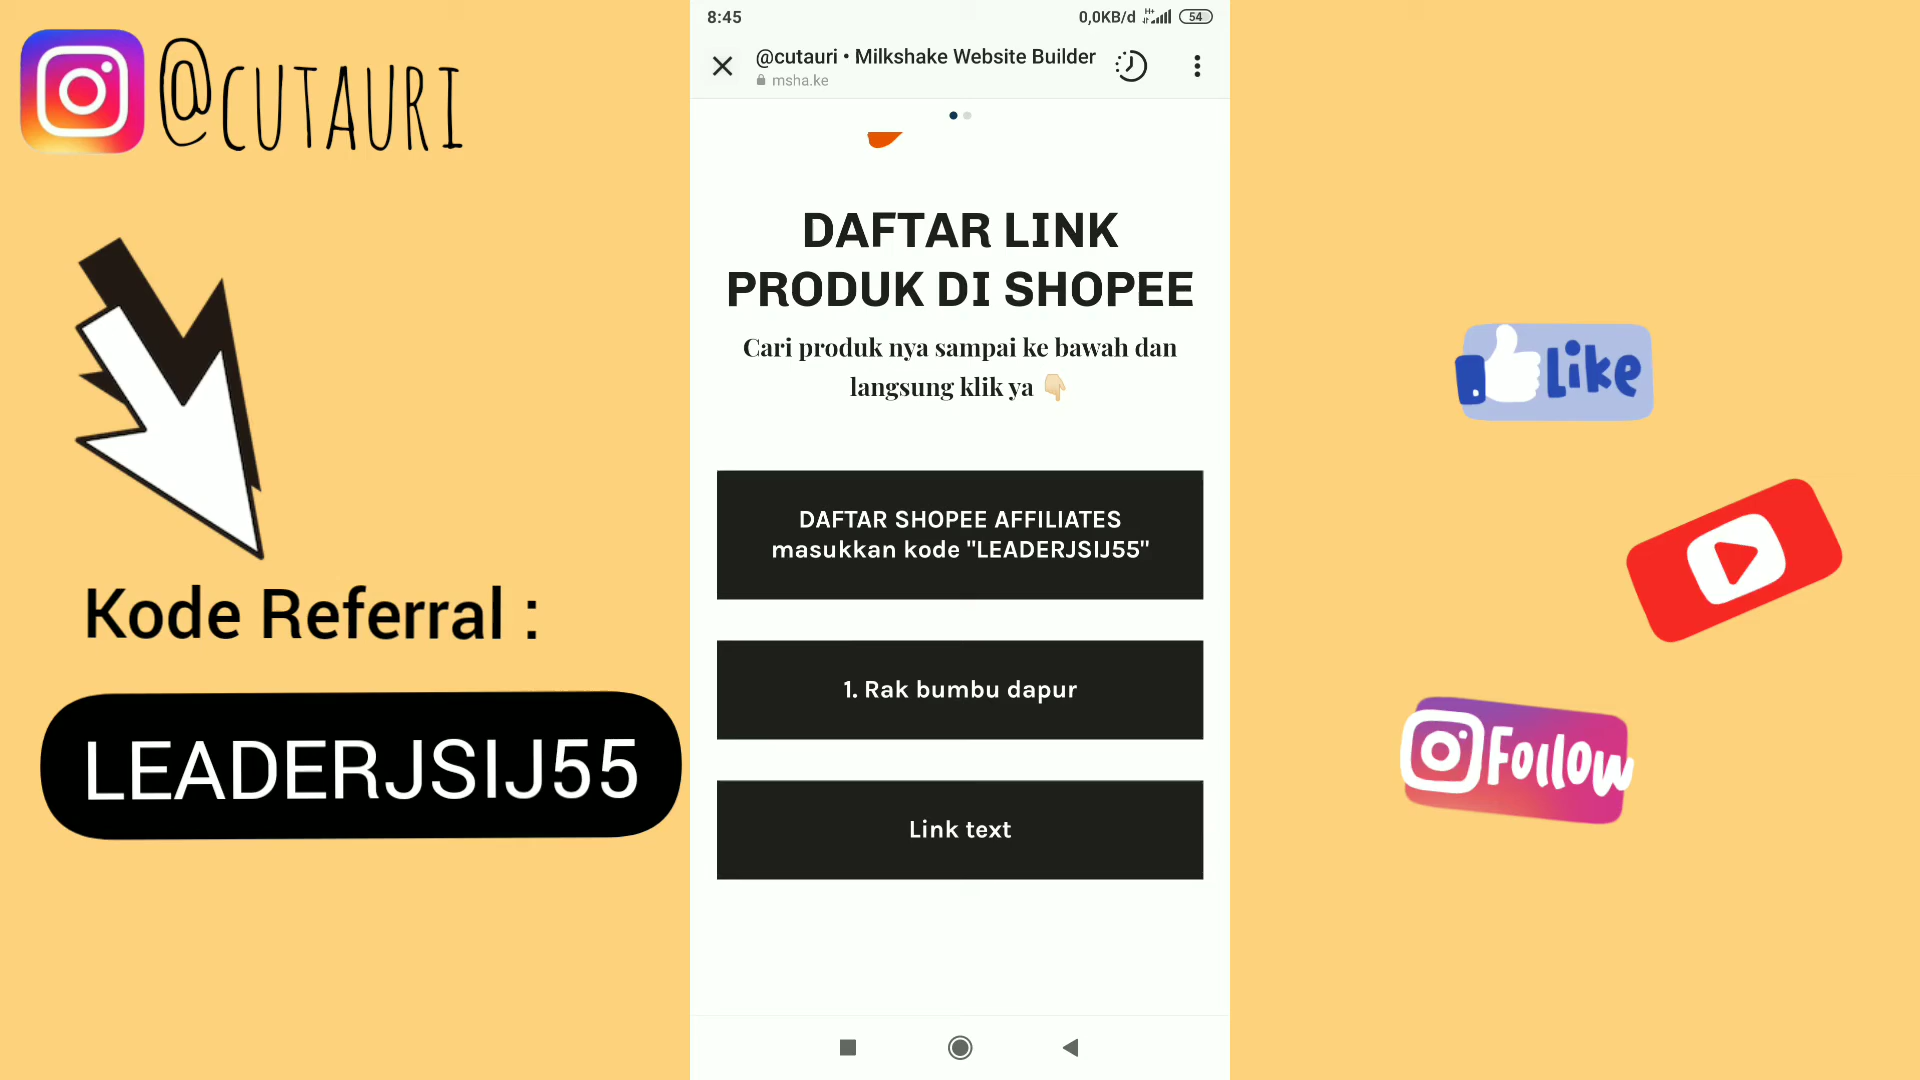 @CUTAURI
Kode Referral :
LEADERJSIJ55
8:45
0,0KB/d H+ 54
@cutauri • Milkshake Website Builder
msha.ke
DAFTAR LINK
PRODUK DI SHOPEE
Cari produk nya sampai ke bawah dan
langsung klik ya 👇🏻
DAFTAR SHOPEE AFFILIATES
masukkan kode "LEADERJSIJ55"
1. Rak bumbu dapur
Link text
Like
Follow